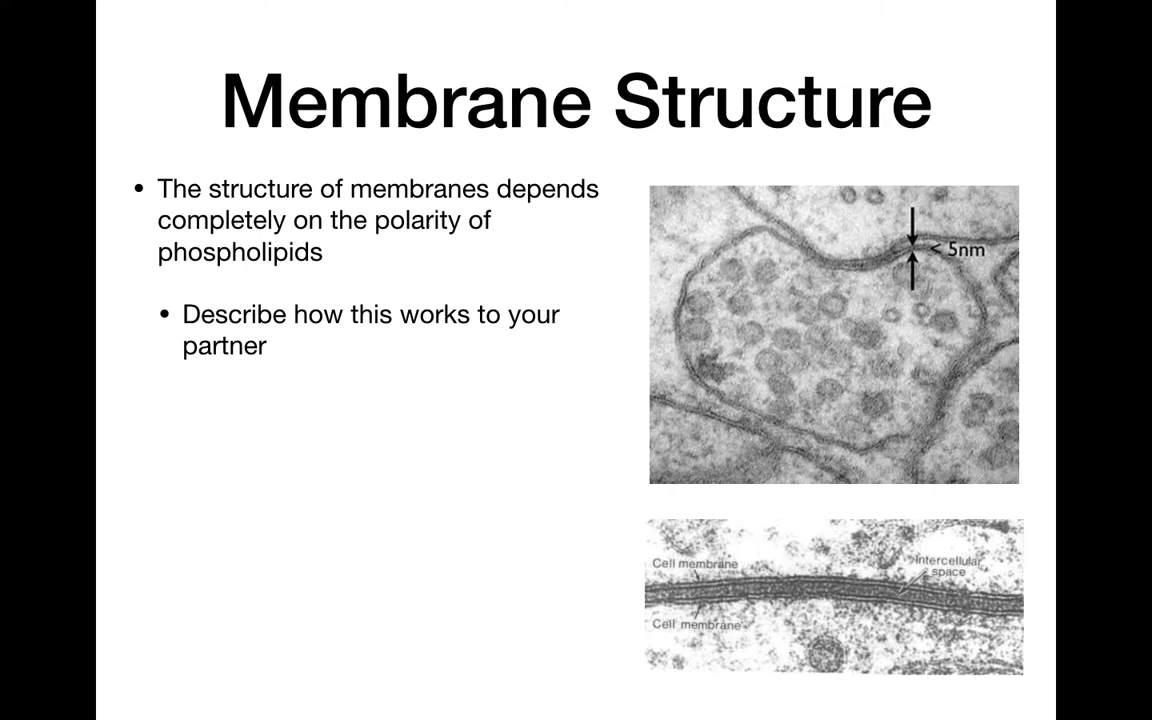 Membrane Structure
• The structure of membranes depends
completely on the polarity of
phospholipids
• Describe how this works to your
partner
< 5nm
Cell membrane
Intercellular
space
Cell membrane